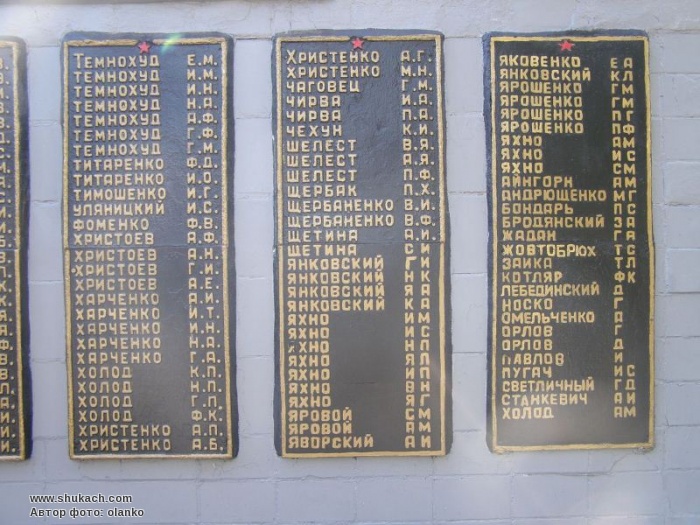 ТЕМНОХУД Е.М.
ТЕМНОХУД И.М.
ТЕМНОХУД И.Н.
ТЕМНОХУД Н.А.
ТЕМНОХУД А.Ф.
ТЕМНОХУД Г.Ф.
ТЕМНОХУД Г.М.
ТИТАРЕНКО Ф.Д.
ТИТАРЕНКО И.О.
ТИМОШЕНКО И.Г.
УЛАНИЦКИЙ И.С.
ФОМЕНКО Ф.В.
ХРИСТОЕВ А.Ф.
ХРИСТОЕВ А.Н.
ХРИСТОЕВ Г.И.
ХРИСТОЕВ А.Е.
ХАРЧЕНКО А.И.
ХАРЧЕНКО И.Т.
ХАРЧЕНКО И.Н.
ХАРЧЕНКО Н.А.
ХАРЧЕНКО Г.А.
ХОЛОД К.П.
ХОЛОД Н.П.
ХОЛОД Г.П.
ХОЛОД Ф.К.
ХРИСТЕНКО А.П.
ХРИСТЕНКО А.Б.
ХРИСТЕНКО А.Г.
ХРИСТЕНКО М.Н.
ЧАГОВЕЦ Г.М.
ЧИРВА И.А.
ЧИРВА П.А.
ЧЕХУН К.И.
ШЕЛЕСТ В.Я.
ШЕЛЕСТ А.Я.
ШЕЛЕСТ П.Ф.
ЩЕРБАК П.Х.
ЩЕРБАНЕНКО В.И.
ЩЕРБАНЕНКО В.Ф.
ЩЕТИНА А.И.
ЩЕТИНА С И
ЯНКОВСКИЙ Г И
ЯНКОВСКИЙ Н К
ЯНКОВСКИЙ Я А
ЯНКОВСКИЙ К А
ЯХНО И М
ЯХНО И С
ЯХНО Н Л
ЯХНО Я П
ЯХНО И П
ЯХНО В Н
ЯХНО Я Г
ЯРОВОЙ С М
ЯРОВОЙ А М
ЯВОРСКИЙ А И
ЯКОВЕНКО Е А
ЯНКОВСКИЙ К Л
ЯРОШЕНКО Г М
ЯРОШЕНКО Г М
ЯРОШЕНКО П Г
ЯРОШЕНКО П Ф
ЯХНО А М
ЯХНО И С
ЯХНО С М
АЙНГОРН А М
АНДРЮЩЕНКО М Г
БОНДАРЬ П С
БРОДЯНСКИЙ З А
ЖАДАН Г А
ЖОВТОБРЮХ Т С
ЗАИКА Т Л
КОТЛЯР Ф К
ЛЕБЕДИНСКИЙ Д
НОСКО Г
ОМЕЛЬЧЕНКО А
ОРЛОВ Г
ОРЛОВ Д
ПАВЛОВ И
ПУГАЧ И С
СВЕТЛИЧНЫЙ Г Д
СТАНКЕВИЧ А И
ХОЛОД А М
www.shukach.com
Автор фото: olanko